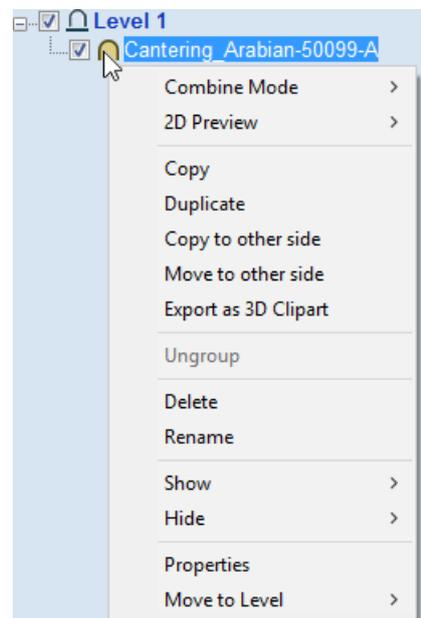 Level 1
Cantering_Arabian-50099-A
Combine Mode
2D Preview
Copy
Duplicate
Copy to other side
Move to other side
Export as 3D Clipart
Ungroup
Delete
Rename
Show
Hide
Properties
Move to Level